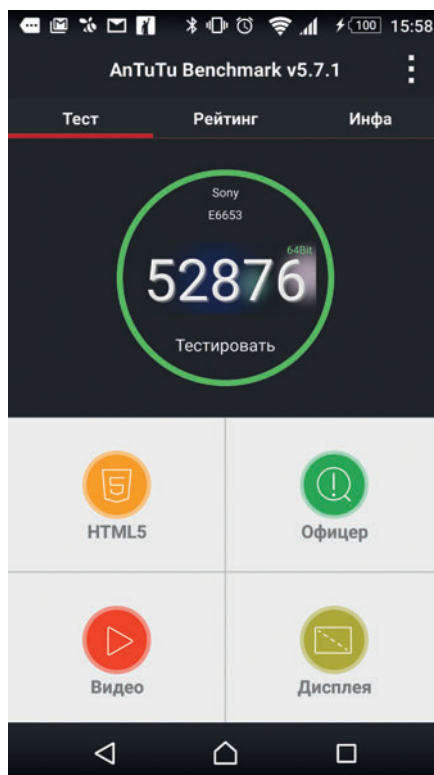 100 15:58
AnTuTu Benchmark v5.7.1
Тест Рейтинг Инфа
Sony
E6653
64Bit
52876
Тестировать
HTML5 Офицер
Видео Дисплея